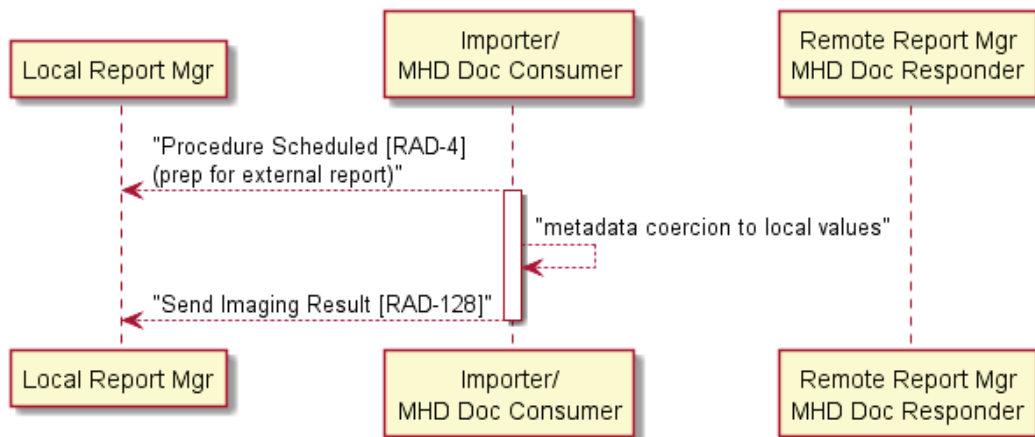 Local Report Mgr
Importer/
MHD Doc Consumer
Remote Report Mgr
MHD Doc Responder
"Procedure Scheduled [RAD-4]
(prep for external report)"
"metadata coercion to local values"
"Send Imaging Result [RAD-128]"
Local Report Mgr
Importer/
MHD Doc Consumer
Remote Report Mgr
MHD Doc Responder